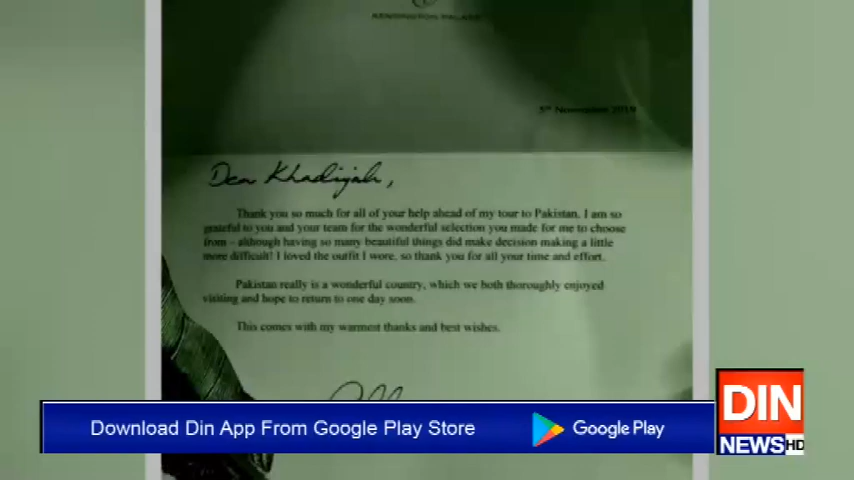 KENSINGTON PALACE
5th November 2019
Dear Khadijah,
Thank you so much for all of your help ahead of my tour to Pakistan. I am so
grateful to you and your team for the wonderful selection you made for me to choose
from – although having so many beautiful things did make decision making a little
more difficult! I loved the outfit I wore, so thank you for all your time and effort.
Pakistan really is a wonderful country, which we both thoroughly enjoyed
visiting and hope to return to one day soon.
This comes with my warmest thanks and best wishes.
Download Din App From Google Play Store
Google Play
DIN
NEWS HD